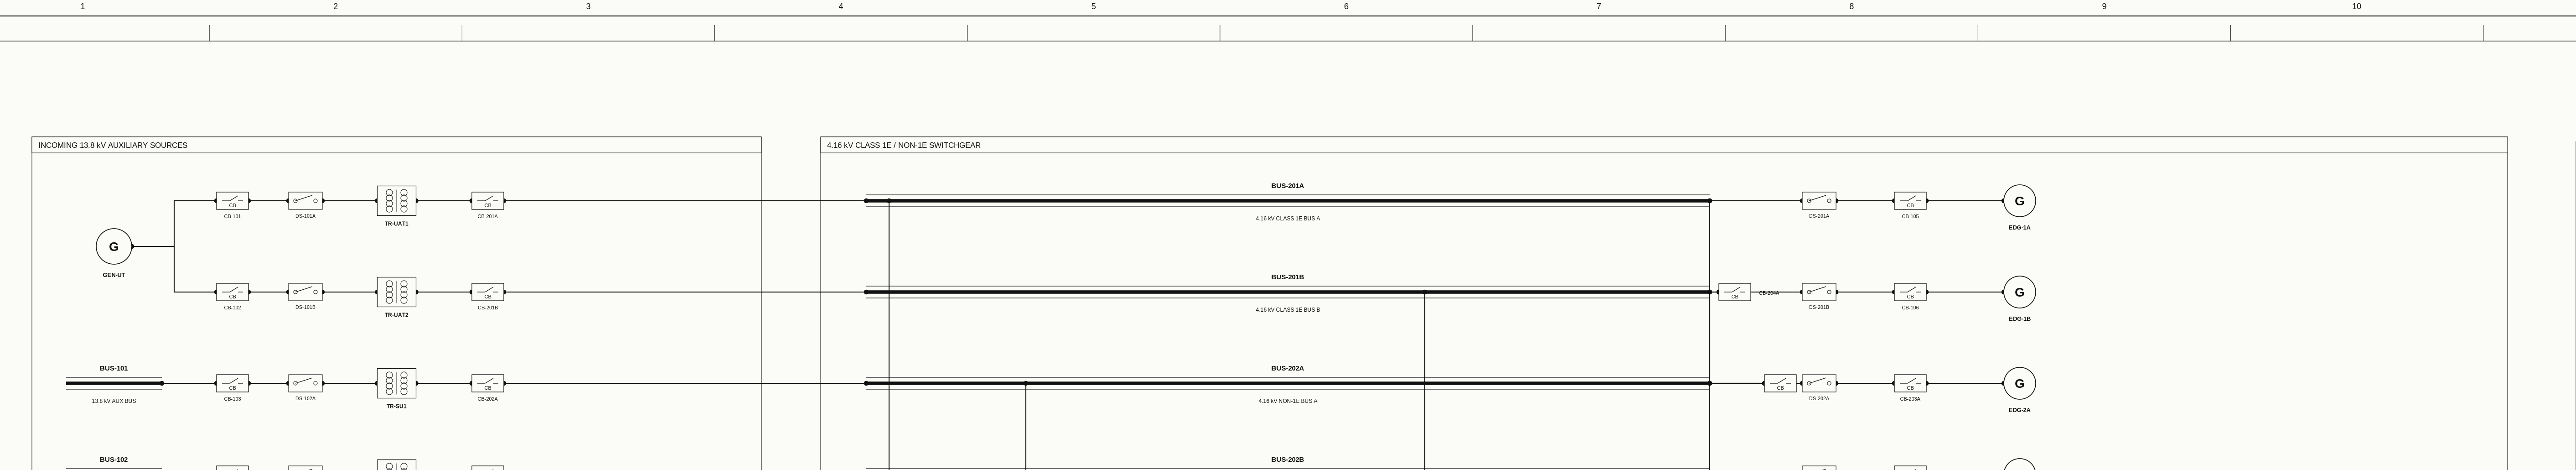 1 2 3 4 5 6 7 8 9 10
INCOMING 13.8 kV AUXILIARY SOURCES
4.16 kV CLASS 1E / NON-1E SWITCHGEAR
BUS-201A
CB CB CB
CB-101 DS-101A CB-201A
TR-UAT1
4.16 kV CLASS 1E BUS A
G
DS-201A CB-105
EDG-1A
G
GEN-UT
BUS-201B
CB CB CB CB
CB-102 DS-101B CB-201B
TR-UAT2
4.16 kV CLASS 1E BUS B
CB-204A
G
DS-201B CB-106
EDG-1B
BUS-101
13.8 kV AUX BUS
BUS-202A
CB CB CB CB
CB-103 DS-102A CB-202A
TR-SU1
4.16 kV NON-1E BUS A
G
DS-202A CB-203A
EDG-2A
BUS-102
BUS-202B